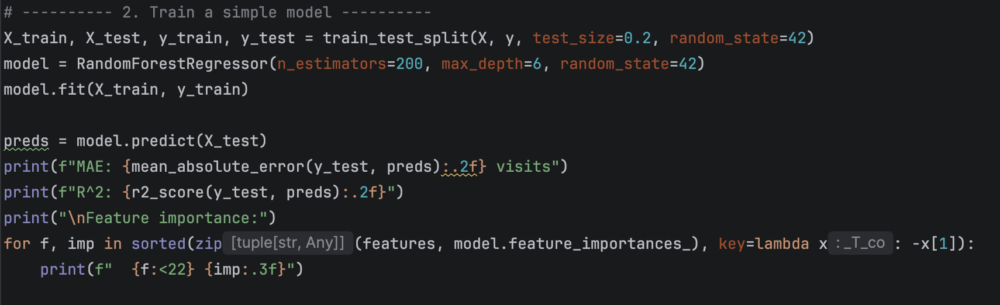 # ---------- 2. Train a simple model ----------
X_train, X_test, y_train, y_test = train_test_split(X, y, test_size=0.2, random_state=42)
model = RandomForestRegressor(n_estimators=200, max_depth=6, random_state=42)
model.fit(X_train, y_train)
preds = model.predict(X_test)
print(f"MAE: {mean_absolute_error(y_test, preds):.2f} visits")
print(f"R^2: {r2_score(y_test, preds):.2f}")
print("\nFeature importance:")
for f, imp in sorted(zip [tuple[str, Any]] (features, model.feature_importances_), key=lambda x : _T_co : -x[1]):
    print(f"  {f:<22} {imp:.3f}")